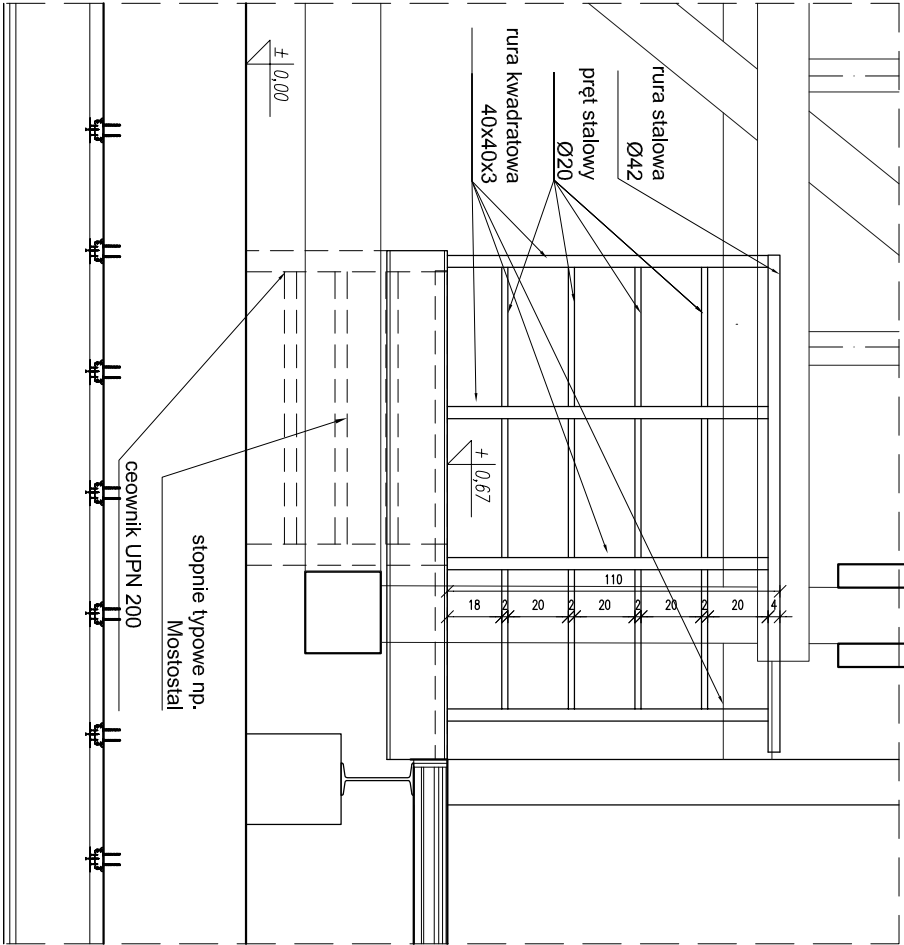 rura stalowa
Ø42
pręt stalowy
Ø20
rura kwadratowa
40x40x3
± 0,00
+ 0,67
110
18
2
20
2
20
2
20
2
20
4
stopnie typowe np.
Mostostal
ceownik UPN 200